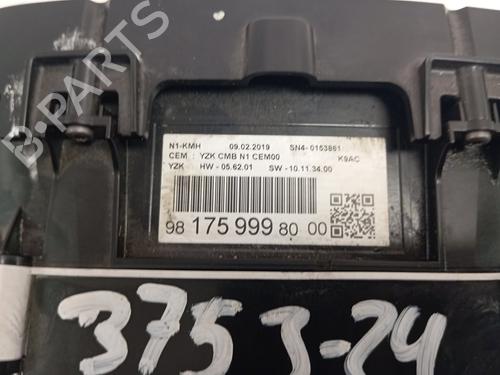 N1-KMH 09.02.2019 SN4- 0153861
CEM : YZK CMB N1 CEM00 K9AC
YZK HW - 05.62.01 SW - 10.11.34.00
98 175 999 80 00
B-PARTS
3753-24